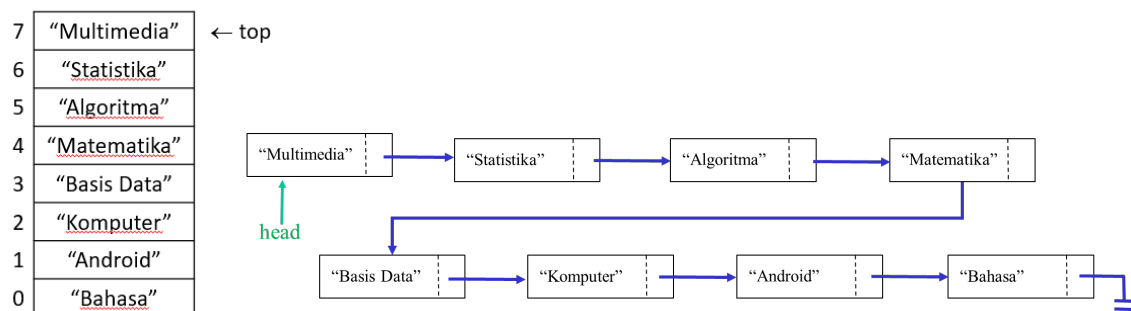 7 “Multimedia” ← top
6 “Statistika”
5 “Algoritma”
4 “Matematika”
3 “Basis Data”
2 “Komputer”
1 “Android”
0 “Bahasa”
“Multimedia” “Statistika” “Algoritma” “Matematika”
head
“Basis Data” “Komputer” “Android” “Bahasa”